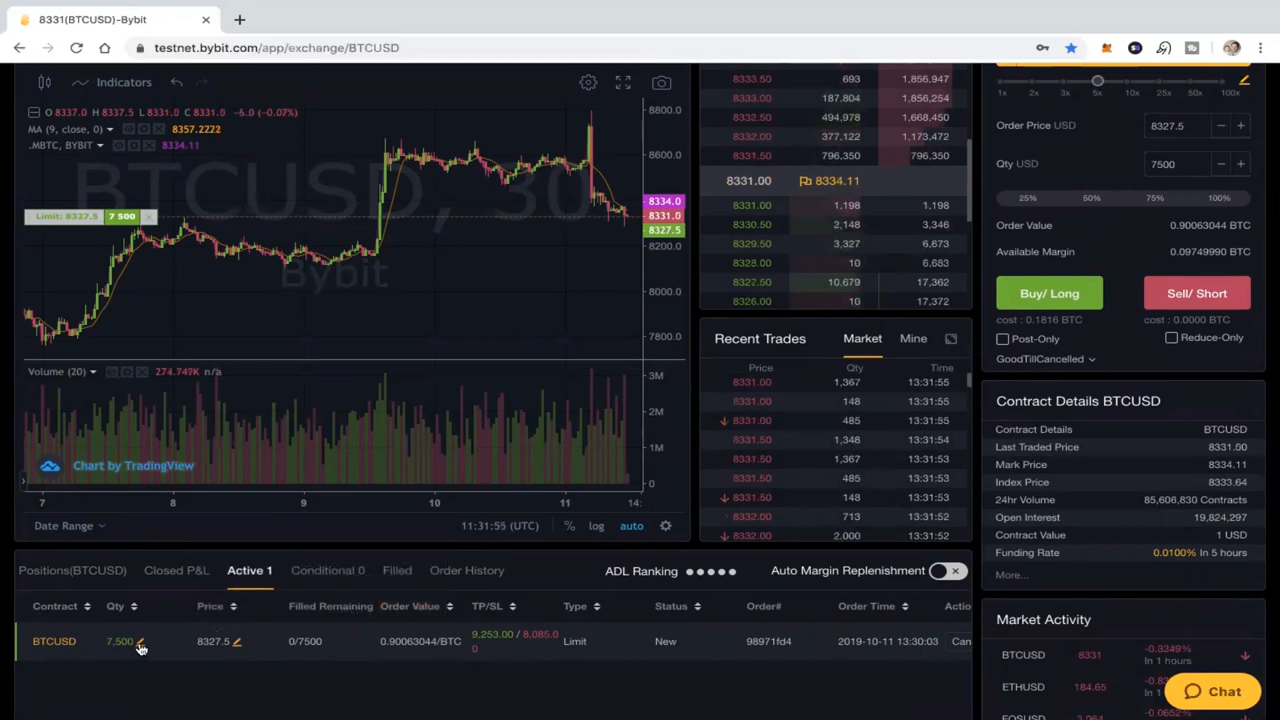 8331(BTCUSD)-Bybit
testnet.bybit.com/app/exchange/BTCUSD
Indicators
O 8337.0 H 8337.5 L 8331.0 C 8331.0 -6.0 (-0.07%)
MA (9, close, 0) 8357.2222
.MBTC, BYBIT 8334.11
BTCUSD, 30
Bybit
Limit: 8327.5 7 500
8800.0
8600.0
8334.0
8331.0
8327.5
8200.0
8000.0
7800.0
Volume (20) 274.749K n/a
3M
2M
1M
0
Chart by TradingView
7 8 9 10 11 14:
Date Range 11:31:55 (UTC) % log auto
8333.50 693 1,856,947
8333.00 187,804 1,856,254
8332.50 494,978 1,668,450
8332.00 377,122 1,173,472
8331.50 796,350 796,350
8331.00 8334.11
8331.00 1,198 1,198
8330.50 2,148 3,346
8329.50 3,327 6,673
8328.00 10 6,683
8327.50 10,679 17,362
8326.00 10 17,372
Recent Trades Market Mine
Price Qty Time
8331.00 1,367 13:31:55
8331.00 148 13:31:55
8331.00 485 13:31:55
8331.50 1,348 13:31:54
8331.50 1,367 13:31:53
8331.50 485 13:31:53
8331.50 148 13:31:53
8332.00 713 13:31:52
8332.00 2,000 13:31:52
1x 2x 3x 5x 10x 25x 50x 100x
Order Price USD 8327.5
Qty USD 7500
25% 50% 75% 100%
Order Value 0.90063044 BTC
Available Margin 0.09749990 BTC
Buy/ Long Sell/ Short
cost : 0.1816 BTC cost : 0.0000 BTC
Post-Only Reduce-Only
GoodTillCancelled
Contract Details BTCUSD
Contract Details BTCUSD
Last Traded Price 8331.00
Mark Price 8334.11
Index Price 8333.64
24hr Volume 85,606,830 Contracts
Open Interest 19,824,297
Contract Value 1 USD
Funding Rate 0.0100% In 5 hours
More...
Market Activity
BTCUSD 8331 -0.3349% In 1 hours
ETHUSD 184.65
Chat
Positions(BTCUSD) Closed P&L Active 1 Conditional 0 Filled Order History ADL Ranking Auto Margin Replenishment
Contract Qty Price Filled Remaining Order Value TP/SL Type Status Order# Order Time Actio
BTCUSD 7,500 8327.5 0/7500 0.90063044/BTC 9,253.00 / 8,085.0 Limit New 98971fd4 2019-10-11 13:30:03 Can
0